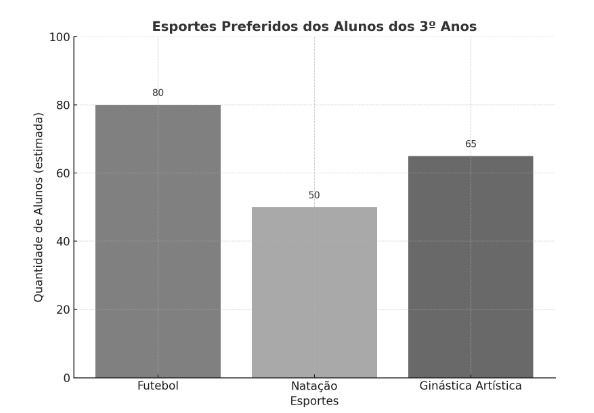 Esportes Preferidos dos Alunos dos 3º Anos
Quantidade de Alunos (estimada)
100
80
60
40
20
0
80
50
65
Futebol
Natação
Ginástica Artística
Esportes